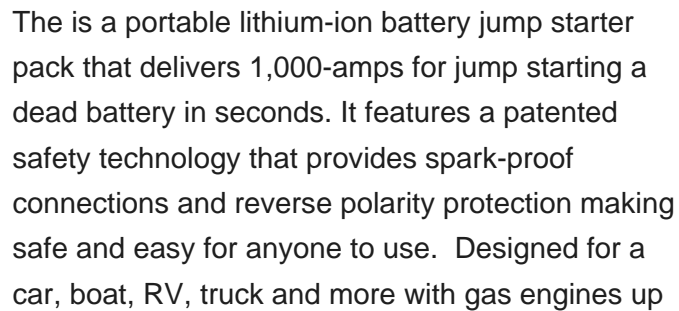 The is a portable lithium-ion battery jump starter
pack that delivers 1,000-amps for jump starting a
dead battery in seconds. It features a patented
safety technology that provides spark-proof
connections and reverse polarity protection making
safe and easy for anyone to use.  Designed for a
car, boat, RV, truck and more with gas engines up